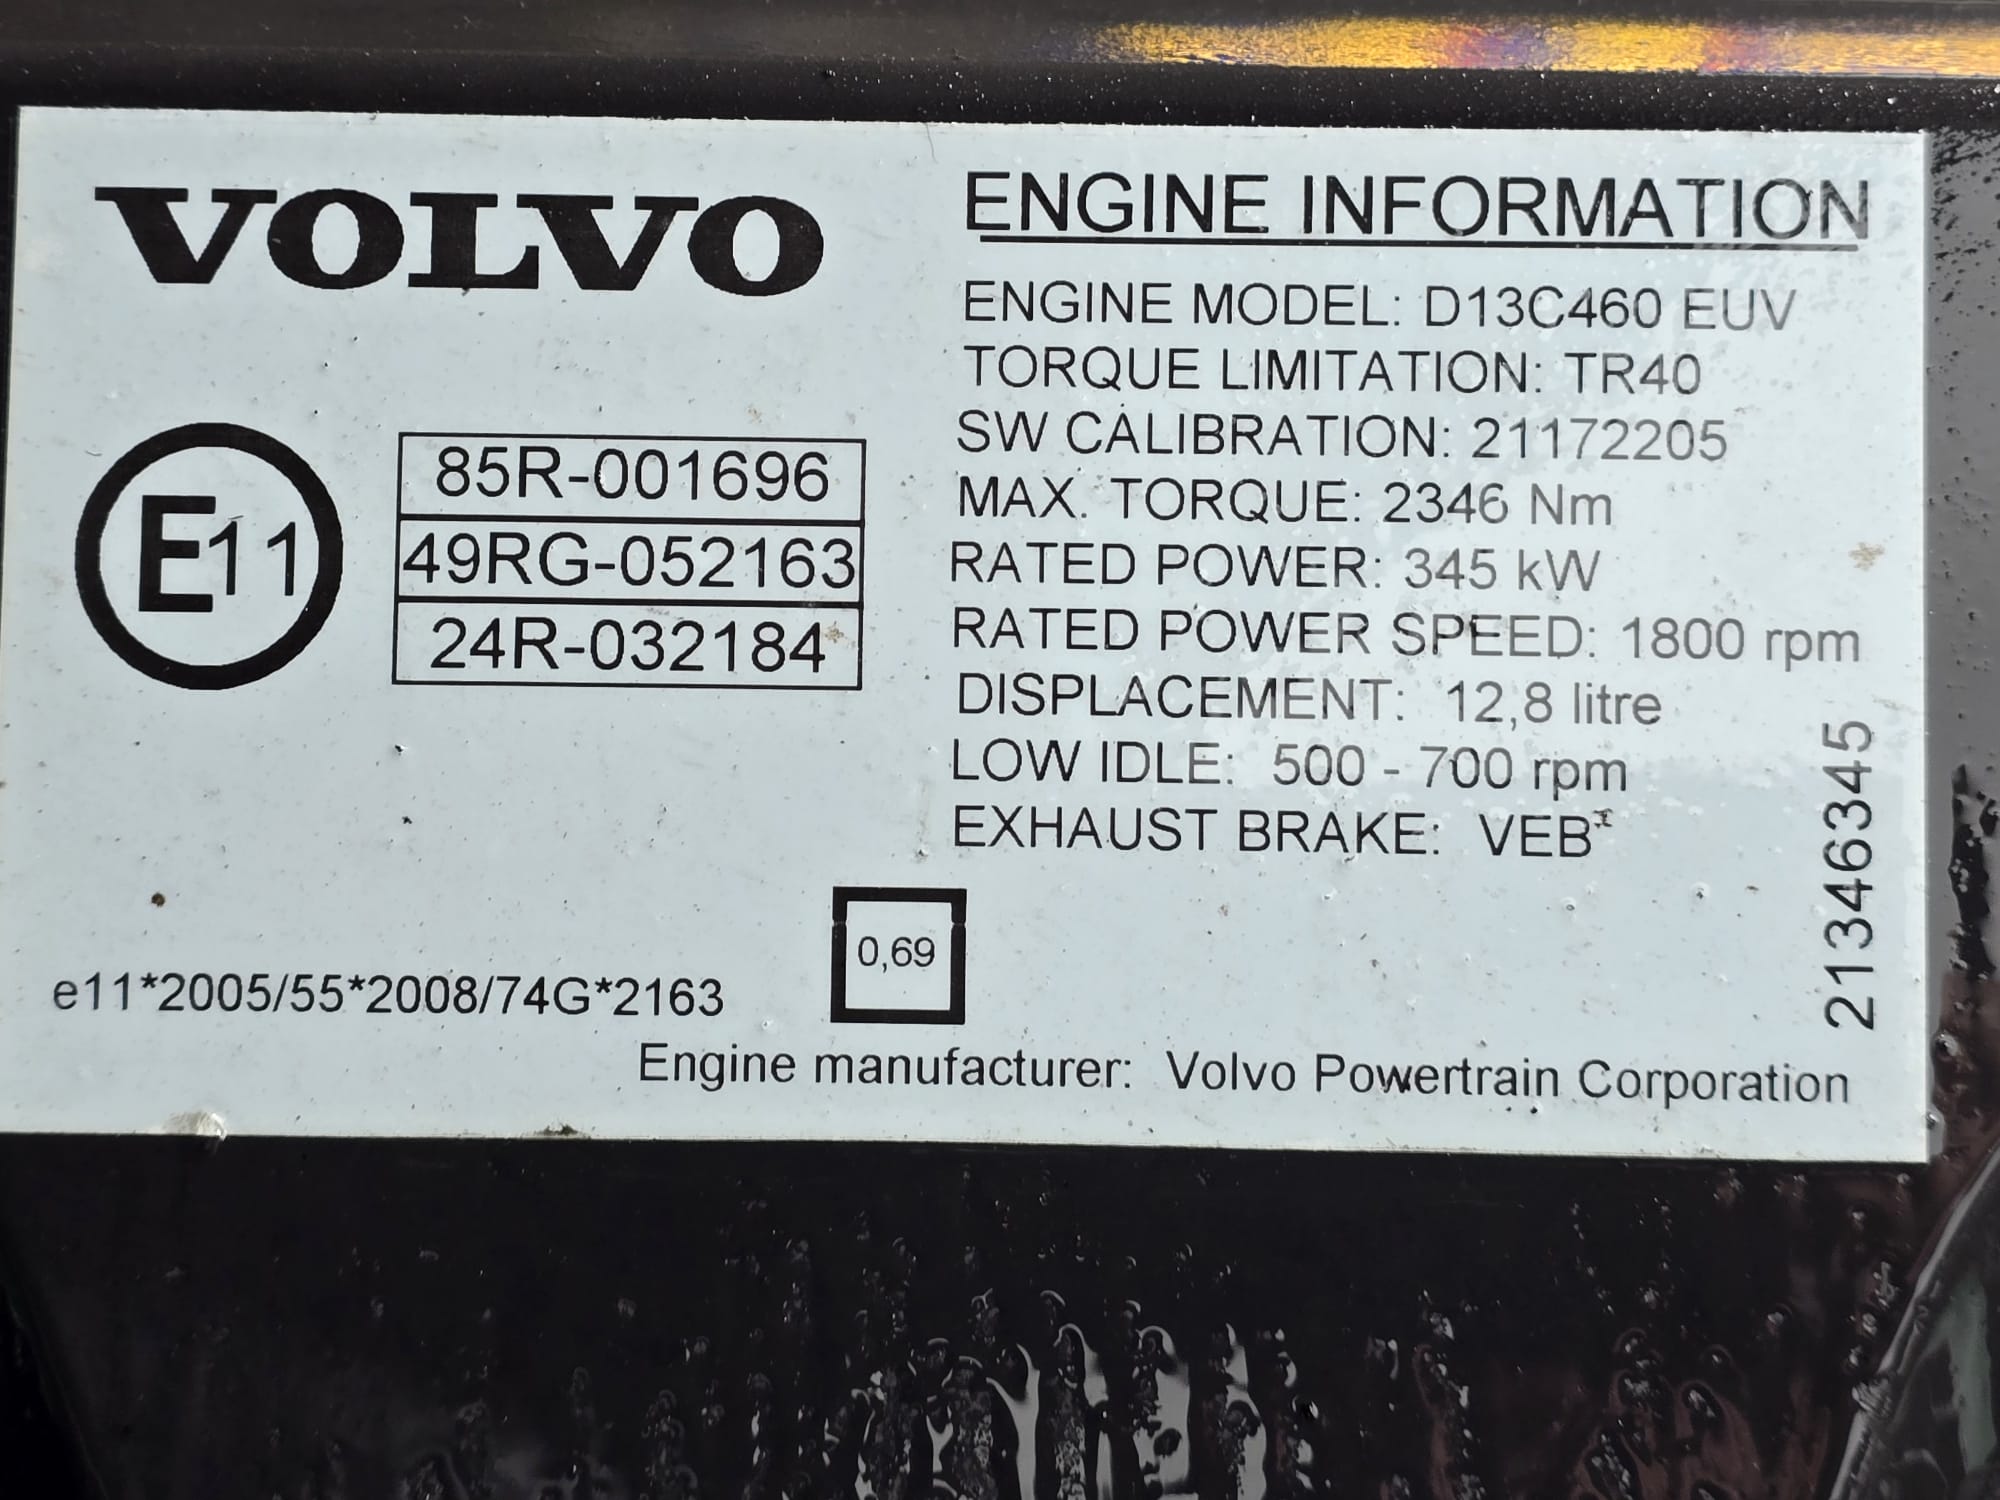 VOLVO
E11
85R-001696
49RG-052163
24R-032184
ENGINE INFORMATION
ENGINE MODEL: D13C460 EUV
TORQUE LIMITATION: TR40
SW CALIBRATION: 21172205
MAX. TORQUE: 2346 Nm
RATED POWER: 345 kW
RATED POWER SPEED: 1800 rpm
DISPLACEMENT: 12,8 litre
LOW IDLE: 500 - 700 rpm
EXHAUST BRAKE: VEB+
21346345
0,69
e11*2005/55*2008/74G*2163
Engine manufacturer: Volvo Powertrain Corporation